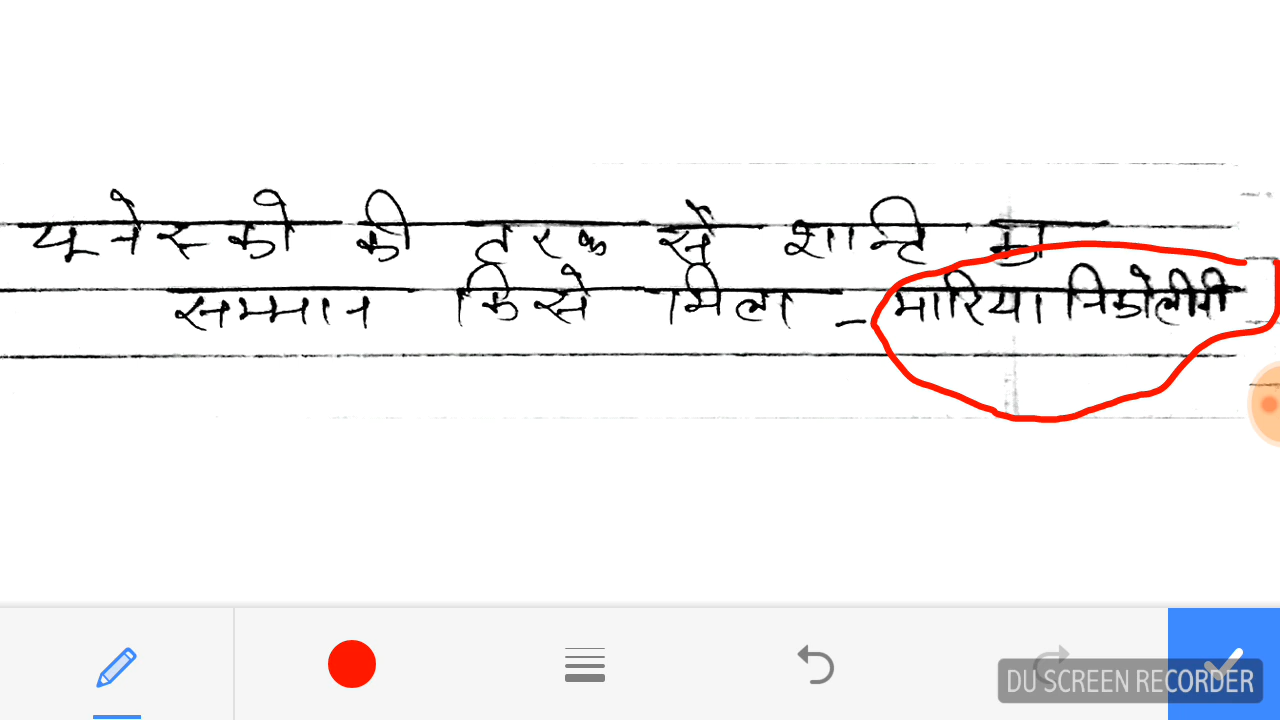 यूनेस्को की तरफ से शान्ति का
सम्मान किसे मिला - मारिया निकोलीनी
DU SCREEN RECORDER